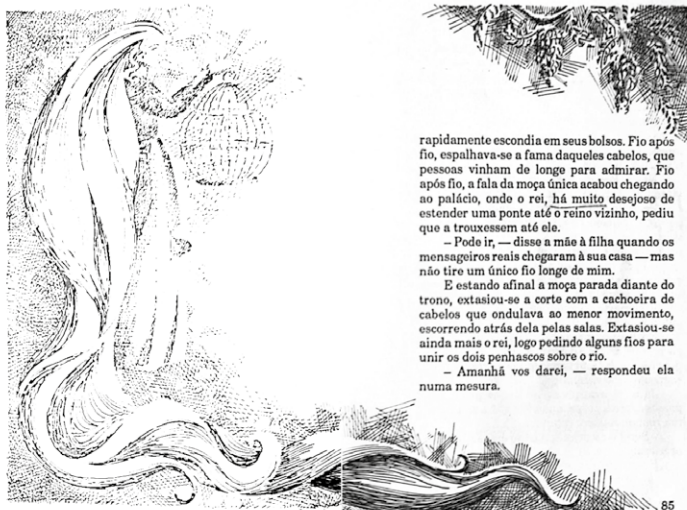 rapidamente escondia em seus bolsos. Fio após
fio, espalhava-se a fama daqueles cabelos, que
pessoas vinham de longe para admirar. Fio
após fio, a fala da moça única acabou chegando
ao palácio, onde o rei, há muito desejoso de
estender uma ponte até o reino vizinho, pediu
que a trouxessem até ele.
– Pode ir, — disse a mãe à filha quando os
mensageiros reais chegaram à sua casa — mas
não tire um único fio longe de mim.
E estando afinal a moça parada diante do
trono, extasiou-se a corte com a cachoeira de
cabelos que ondulava ao menor movimento,
escorrendo atrás dela pelas salas. Extasiou-se
ainda mais o rei, logo pedindo alguns fios para
unir os dois penhascos sobre o rio.
– Amanhã vos darei, — respondeu ela
numa mesura.
85